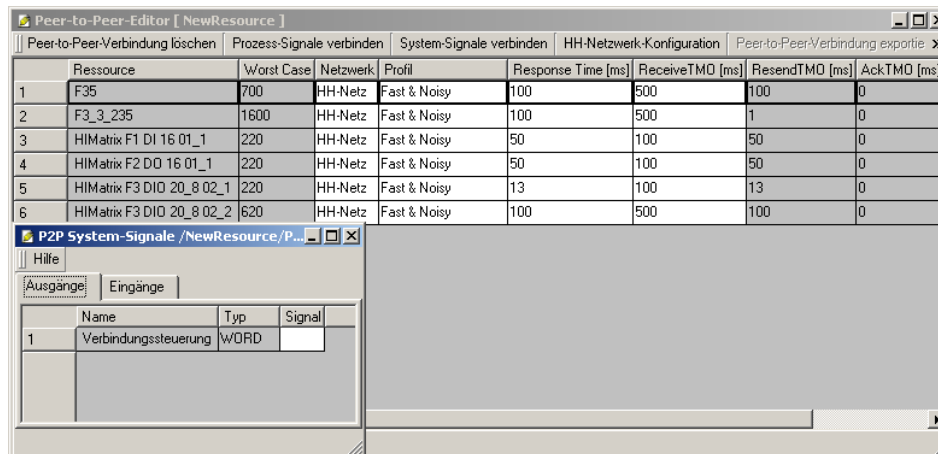 Peer-to-Peer-Editor [ NewResource ]
Peer-to-Peer-Verbindung löschen Prozess-Signale verbinden System-Signale verbinden HH-Netzwerk-Konfiguration Peer-to-Peer-Verbindung exportie
Ressource Worst Case Netzwerk Profil Response Time [ms] ReceiveTMO [ms] ResendTMO [ms] AckTMO [ms
1 F35 700 HH-Netz Fast & Noisy 100 500 100 0
2 F3_3_235 1600 HH-Netz Fast & Noisy 100 500 1 0
3 HIMatrix F1 DI 16 01_1 220 HH-Netz Fast & Noisy 50 100 50 0
4 HIMatrix F2 DO 16 01_1 220 HH-Netz Fast & Noisy 50 100 50 0
5 HIMatrix F3 DIO 20_8 02_1 220 HH-Netz Fast & Noisy 13 100 13 0
6 HIMatrix F3 DIO 20_8 02_2 620 HH-Netz Fast & Noisy 100 500 100 0
P2P System-Signale /NewResource/P...
Hilfe
Ausgänge Eingänge
Name Typ Signal
1 Verbindungssteuerung WORD